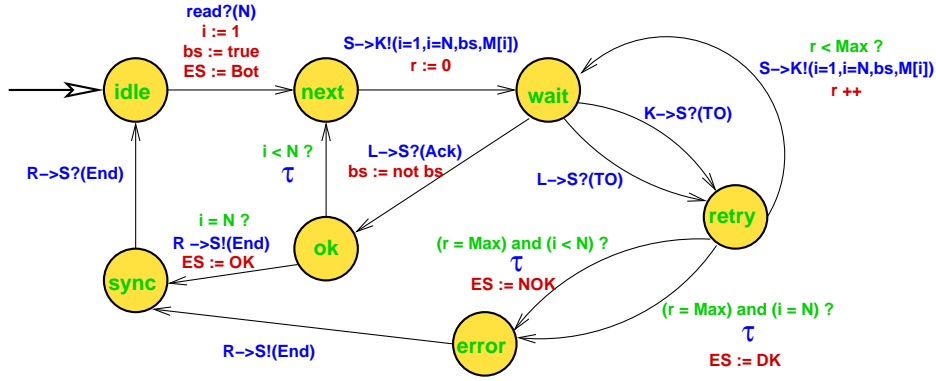 read?(N)
i := 1
bs := true
ES := Bot
S−>K!(i=1,i=N,bs,M[i])
r := 0
r < Max ?
S−>K!(i=1,i=N,bs,M[i])
r ++
idle
next
wait
K−>S?(TO)
L−>S?(TO)
L−>S?(Ack)
bs := not bs
i < N ?
τ
R−>S?(End)
i = N ?
R −>S!(End)
ES := OK
ok
sync
retry
(r = Max) and (i < N) ?
τ
ES := NOK
(r = Max) and (i = N) ?
τ
ES := DK
error
R−>S!(End)